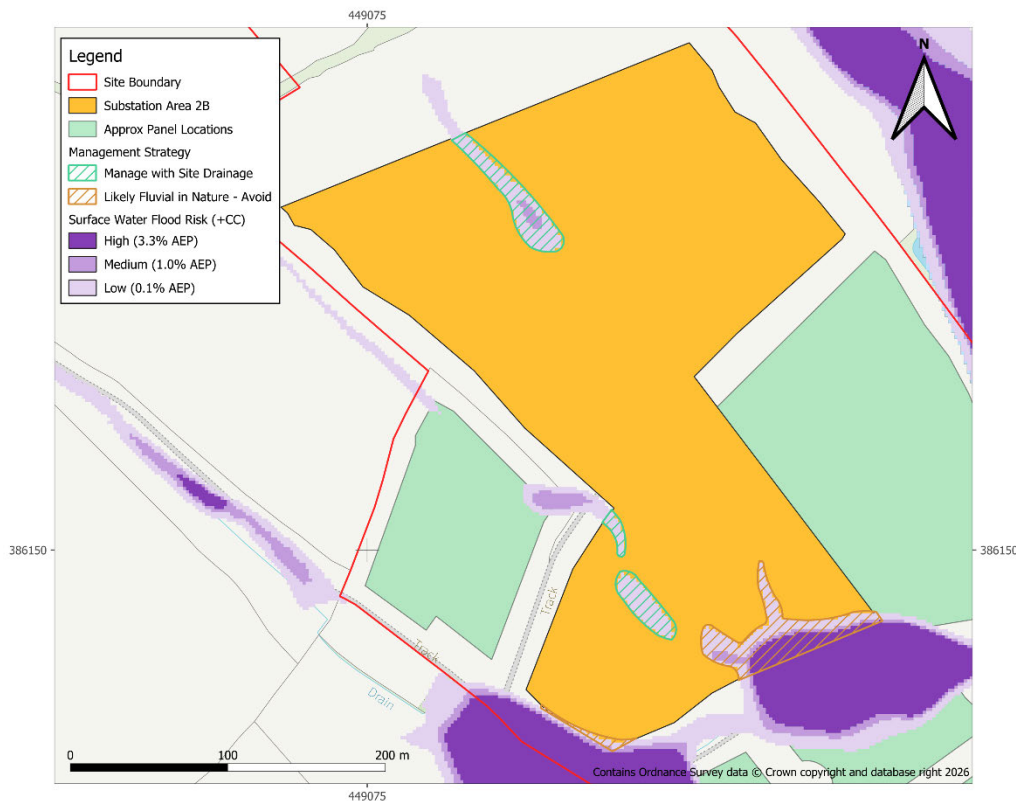 449075
Legend
Site Boundary
Substation Area 2B
Approx Panel Locations
Management Strategy
Manage with Site Drainage
Likely Fluvial in Nature - Avoid
Surface Water Flood Risk (+CC)
High (3.3% AEP)
Medium (1.0% AEP)
Low (0.1% AEP)
N
386150
386150
Track
Track
Drain
0 100 200 m
Contains Ordnance Survey data © Crown copyright and database right 2026
449075